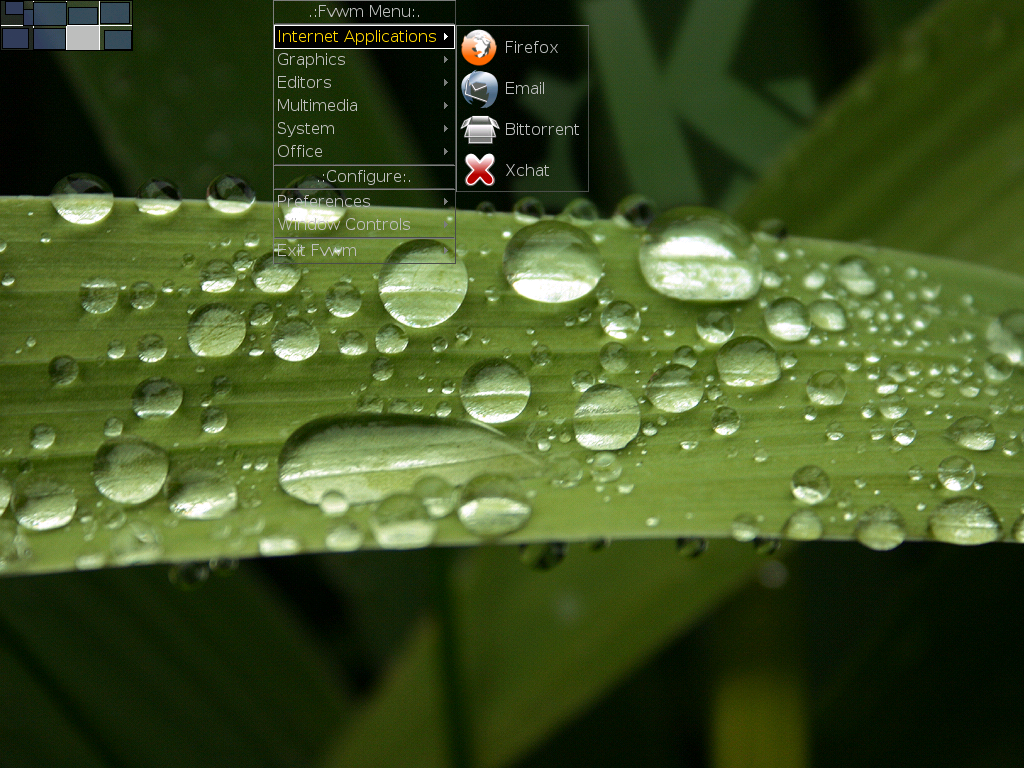 .:Fvwm Menu:.
Internet Applications
Graphics
Editors
Multimedia
System
Office
.:Configure:.
Preferences
Window Controls
Exit Fvwm
Firefox
Email
Bittorrent
Xchat